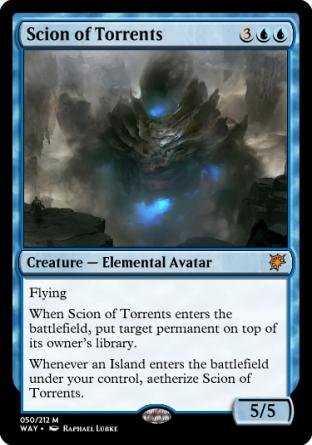 Scion of Torrents 3
Creature — Elemental Avatar
Flying
When Scion of Torrents enters the
battlefield, put target permanent on top of
its owner's library.
Whenever an Island enters the battlefield
under your control, aetherize Scion of
Torrents.
050/212 M
WAY • Raphael Lubke
5/5